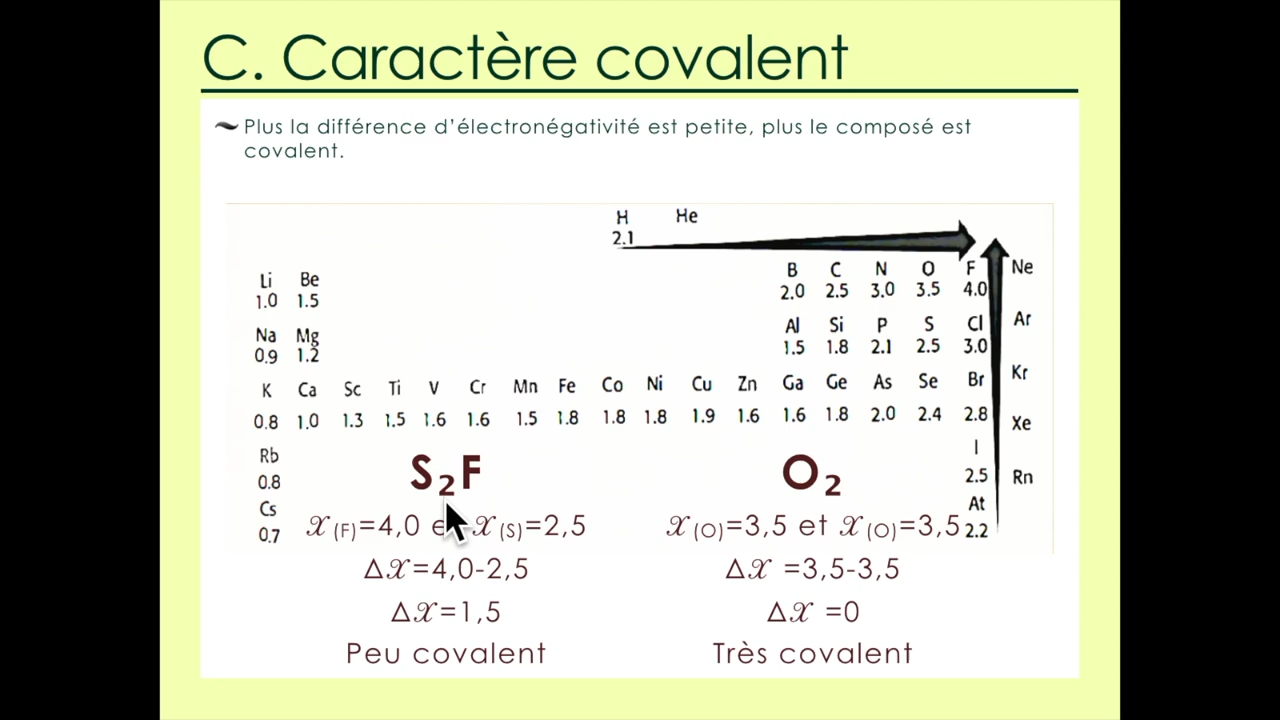 C. Caractère covalent
Plus la différence d’électronégativité est petite, plus le composé est
covalent.
H He
2.1
Li Be B C N O F Ne
1.0 1.5 2.0 2.5 3.0 3.5 4.0
Na Mg Al Si P S Cl Ar
0.9 1.2 1.5 1.8 2.1 2.5 3.0
K Ca Sc Ti V Cr Mn Fe Co Ni Cu Zn Ga Ge As Se Br Kr
0.8 1.0 1.3 1.5 1.6 1.6 1.5 1.8 1.8 1.8 1.9 1.6 1.6 1.8 2.0 2.4 2.8
Rb I Xe
0.8 2.5 Rn
Cs At
0.7 2.2
S₂F
𝒳(F)=4,0 et 𝒳(S)=2,5
Δ𝒳=4,0-2,5
Δ𝒳=1,5
Peu covalent
O₂
𝒳(O)=3,5 et 𝒳(O)=3,5
Δ𝒳 =3,5-3,5
Δ𝒳 =0
Très covalent